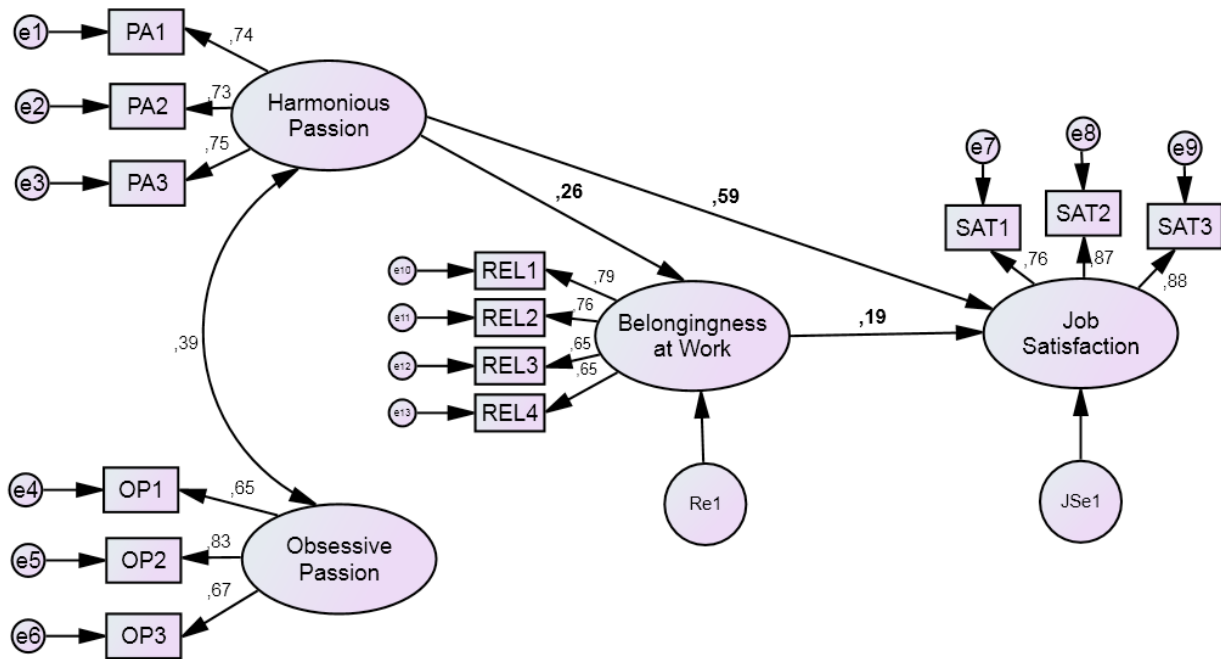 e1
PA1
,74
e2
PA2
,73
e3
PA3
,75
Harmonious
Passion
,26
,59
e7
e8
e9
SAT1
SAT2
SAT3
,76
,87
,88
e10
REL1
,79
e11
REL2
,76
e12
REL3
,65
e13
REL4
,65
Belongingness
at Work
,19
Job
Satisfaction
,39
e4
OP1
,65
e5
OP2
,83
e6
OP3
,67
Obsessive
Passion
Re1
JSe1